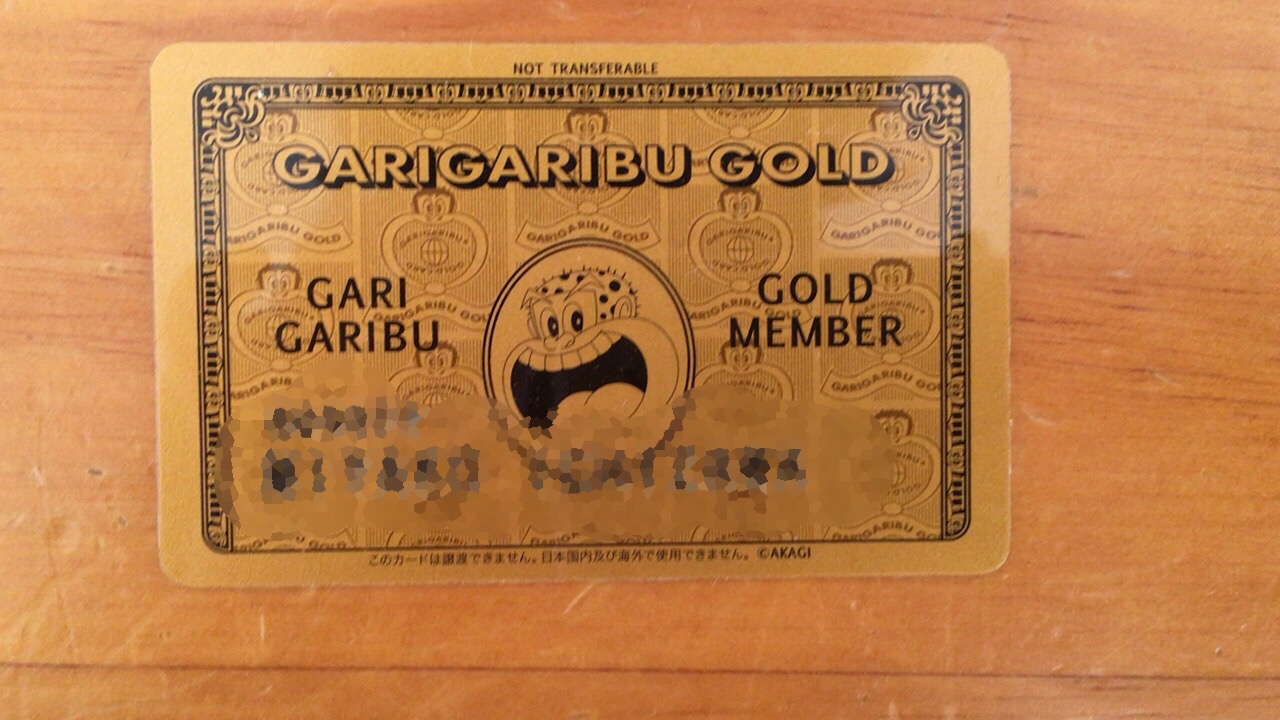 NOT TRANSFERABLE
GARIGARIBU GOLD
GARI
GARIBU
GOLD
MEMBER
このカードは譲渡できません。日本国内及び海外で使用できません。©AKAGI